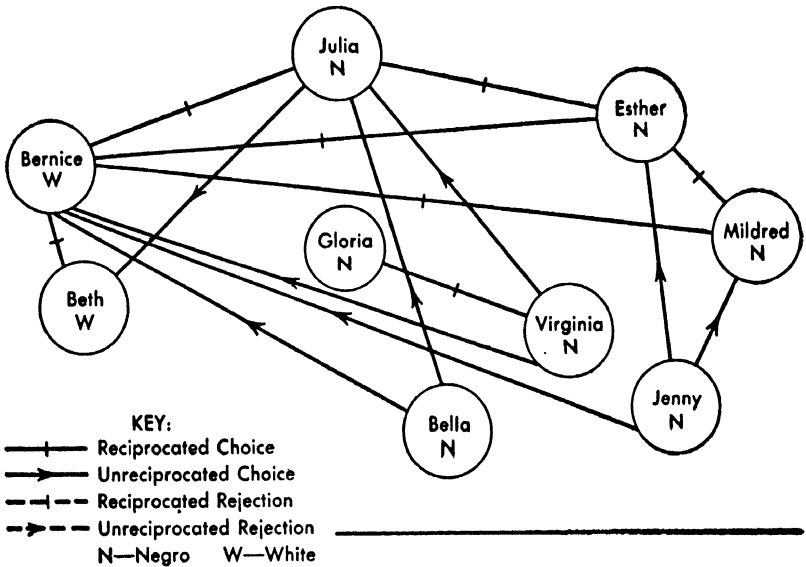 Julia
N
Esther
N
Bernice
W
Mildred
N
Gloria
N
Beth
W
Virginia
N
Jenny
N
Bella
N
KEY:
Reciprocated Choice
Unreciprocated Choice
Reciprocated Rejection
Unreciprocated Rejection
N—Negro W—White